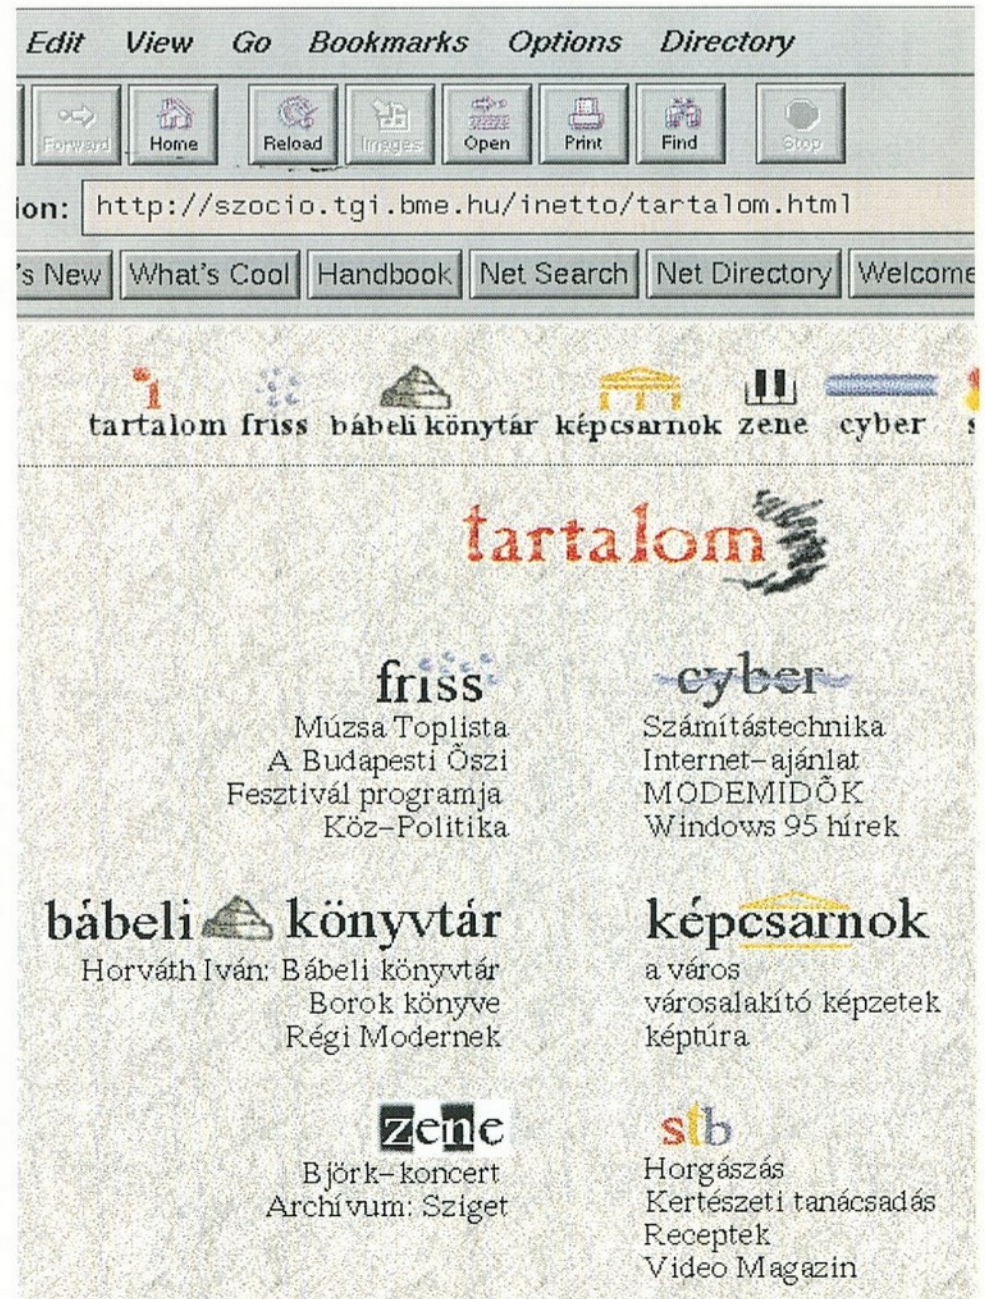 Edit View Go Bookmarks Options Directory
Forward Home Reload Images Open Print Find Stop
ion: http://szocio.tgi.bme.hu/inetto/tartalom.html
's New What's Cool Handbook Net Search Net Directory Welcome
tartalom friss bábeli könytár képcsarnok zene cyber s
tartalom
friss
Múzsa Toplista
A Budapesti Õszi
Fesztivál programja
Köz-Politika
cyber
Számítástechnika
Internet-ajánlat
MODEMIDÕK
Windows 95 hírek
bábeli könyvtár
Horváth Iván: Bábeli könyvtár
Borok könyve
Régi Modernek
képcsarnok
a város
városalakító képzetek
képtúra
zene
Björk-koncert
Archívum: Sziget
stb
Horgászás
Kertészeti tanácsadás
Receptek
Video Magazin